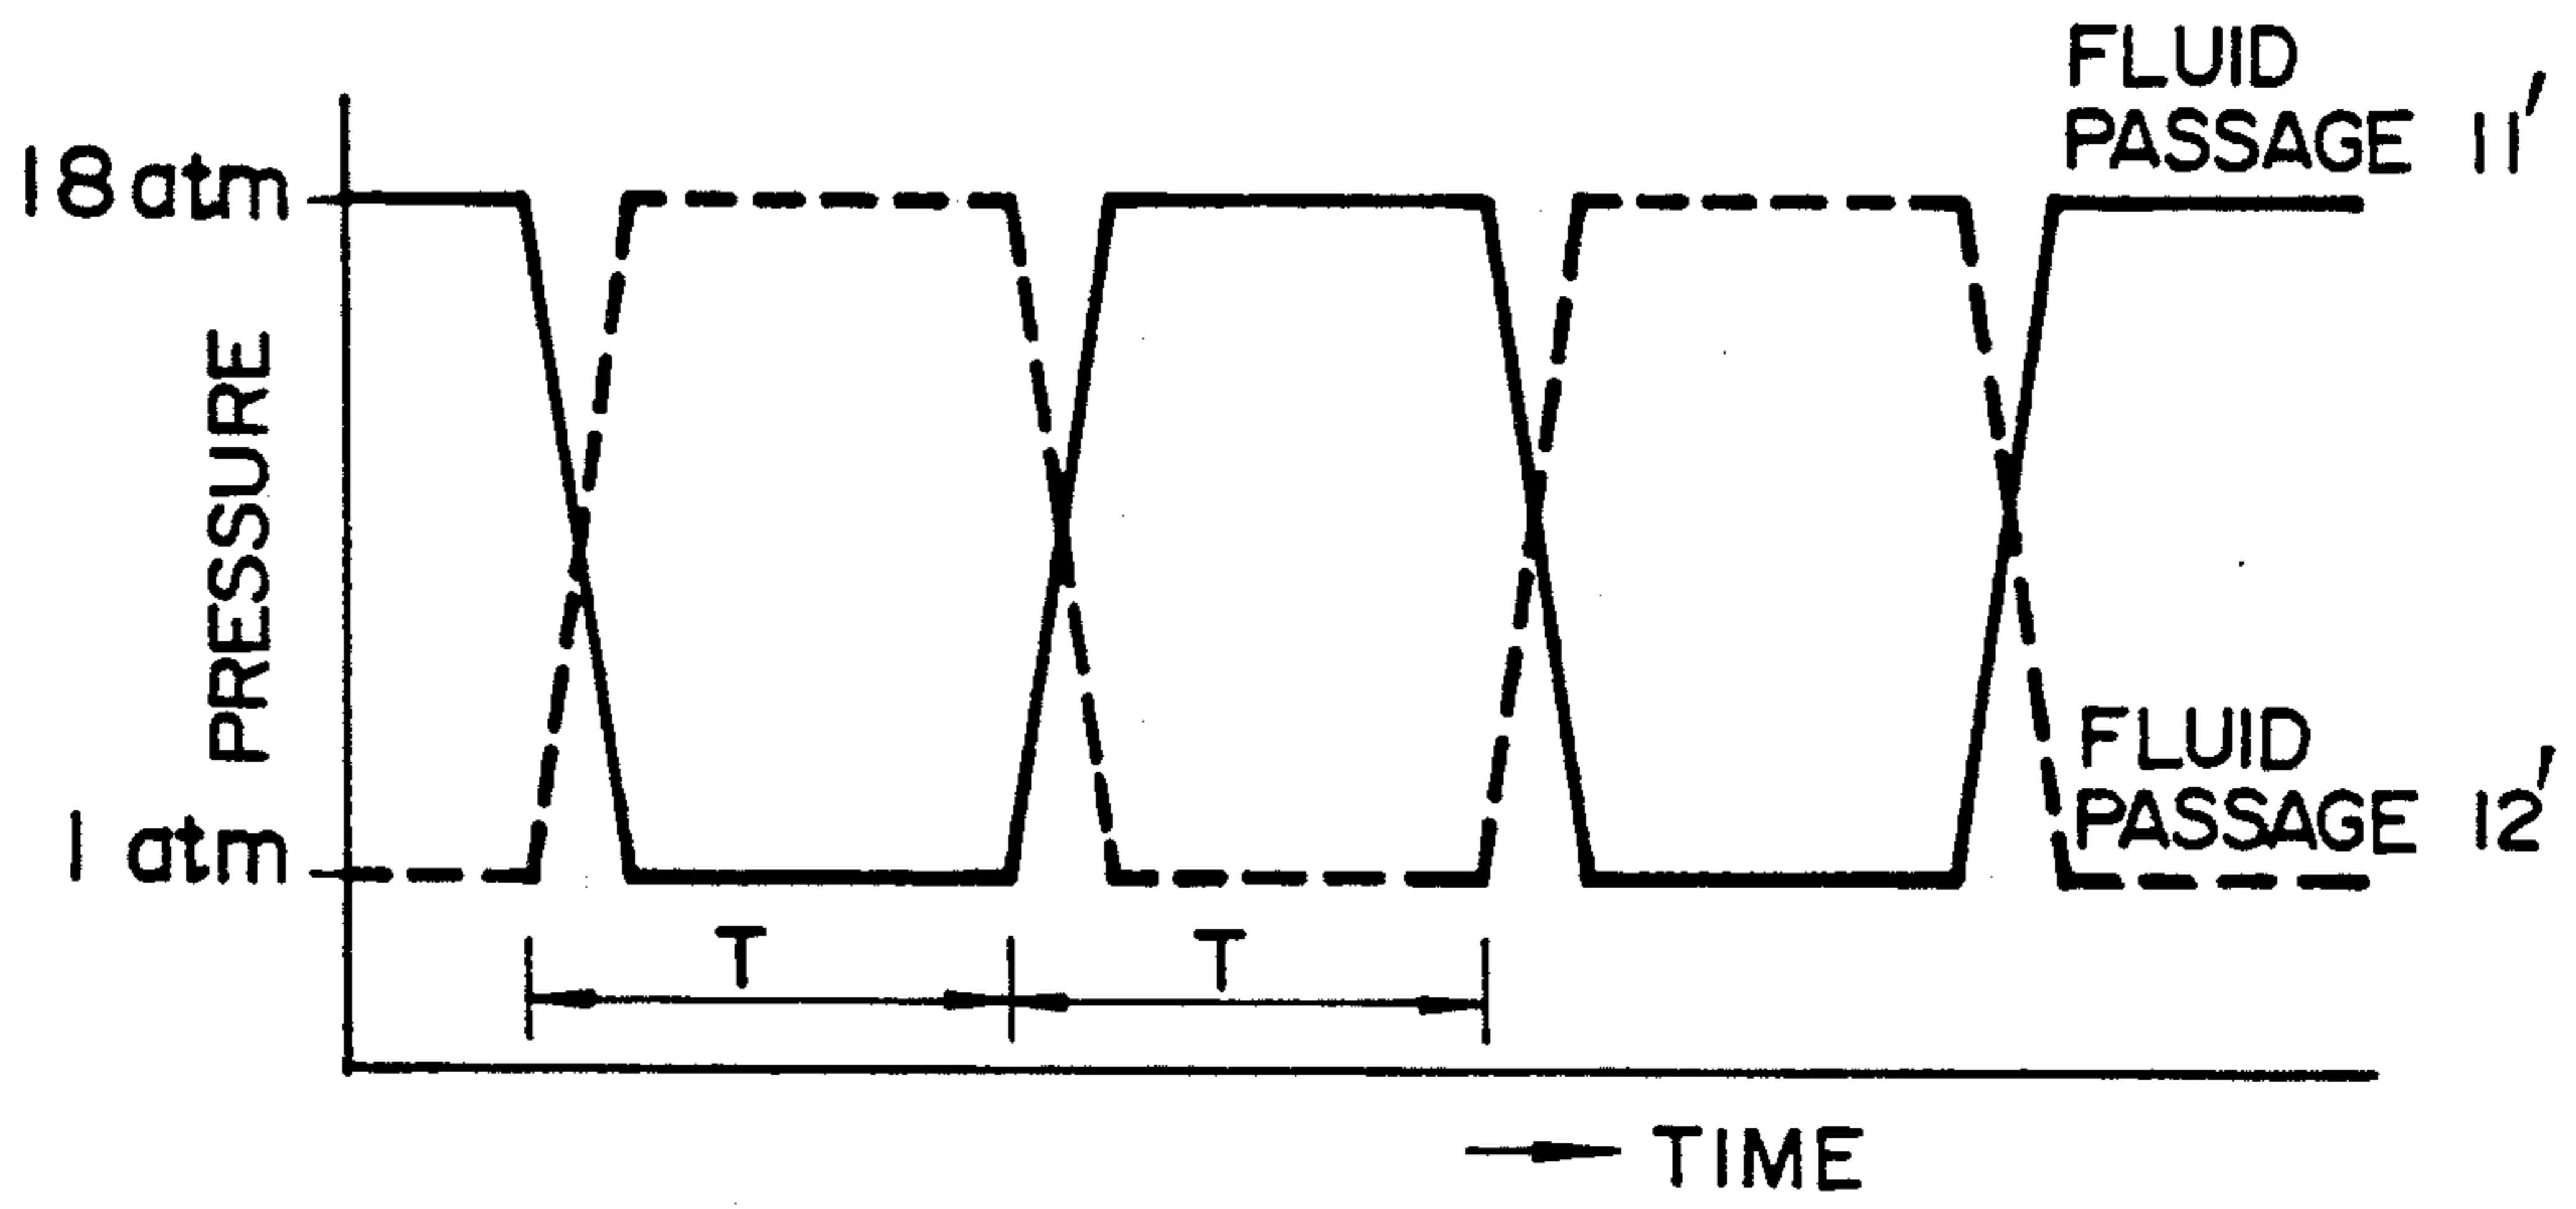 FLUID
PASSAGE 11'
18 atm
PRESSURE
FLUID
PASSAGE 12'
1 atm
T T
TIME